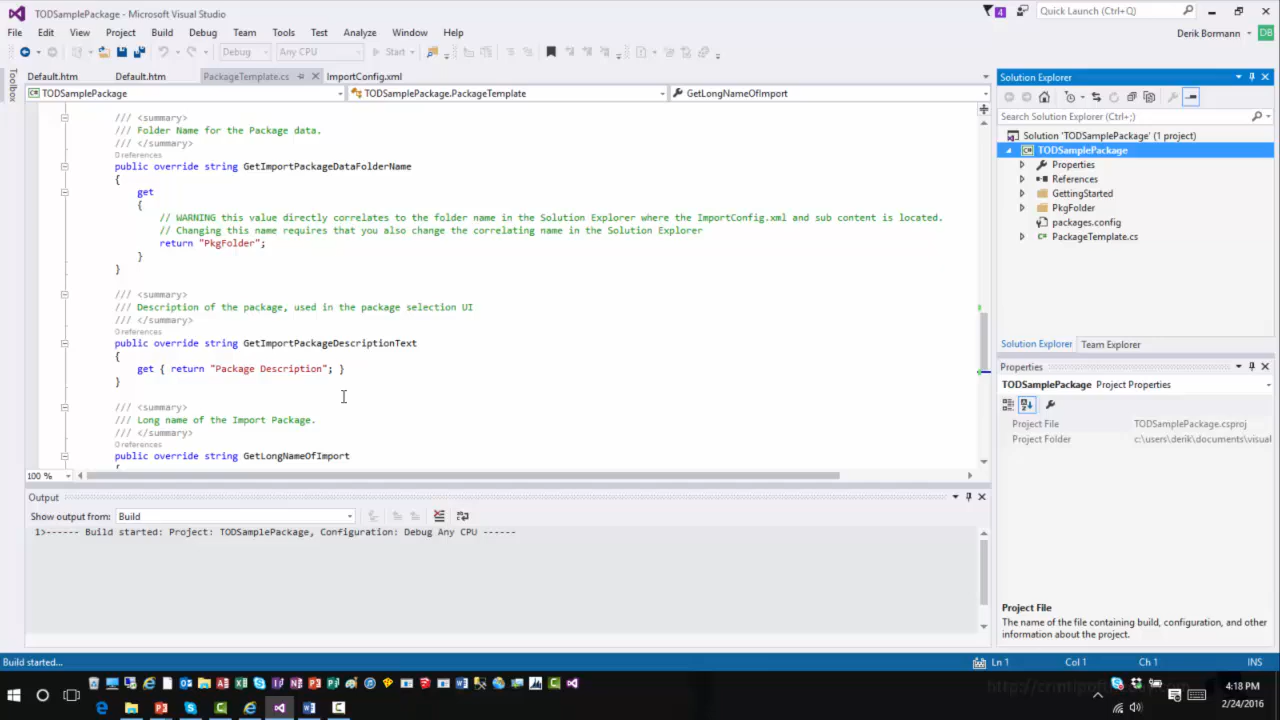 TODSamplePackage - Microsoft Visual Studio
4
Quick Launch (Ctrl+Q)
File Edit View Project Build Debug Team Tools Test Analyze Window Help
Derik Bormann DB
Debug Any CPU Start
Toolbox
Default.htm Default.htm PackageTemplate.cs ImportConfig.xml
TODSamplePackage TODSamplePackage.PackageTemplate GetLongNameOfImport
/// <summary>
/// Folder Name for the Package data.
/// </summary>
0 references
public override string GetImportPackageDataFolderName
{
get
{
// WARNING this value directly correlates to the folder name in the Solution Explorer where the ImportConfig.xml and sub content is located.
// Changing this name requires that you also change the correlating name in the Solution Explorer
return "PkgFolder";
}
}
/// <summary>
/// Description of the package, used in the package selection UI
/// </summary>
0 references
public override string GetImportPackageDescriptionText
{
get { return "Package Description"; }
}
/// <summary>
/// Long name of the Import Package.
/// </summary>
0 references
public override string GetLongNameOfImport
{
100 %
Output
Show output from: Build
1>------ Build started: Project: TODSamplePackage, Configuration: Debug Any CPU ------
Solution Explorer
Search Solution Explorer (Ctrl+;)
Solution 'TODSamplePackage' (1 project)
TODSamplePackage
Properties
References
GettingStarted
PkgFolder
packages.config
PackageTemplate.cs
Solution Explorer Team Explorer
Properties
TODSamplePackage Project Properties
Project File TODSamplePackage.csproj
Project Folder c:\users\derik\documents\visual
Project File
The name of the file containing build, configuration, and other
information about the project.
Build started... Ln 1 Col 1 Ch 1 INS
4:18 PM
2/24/2016